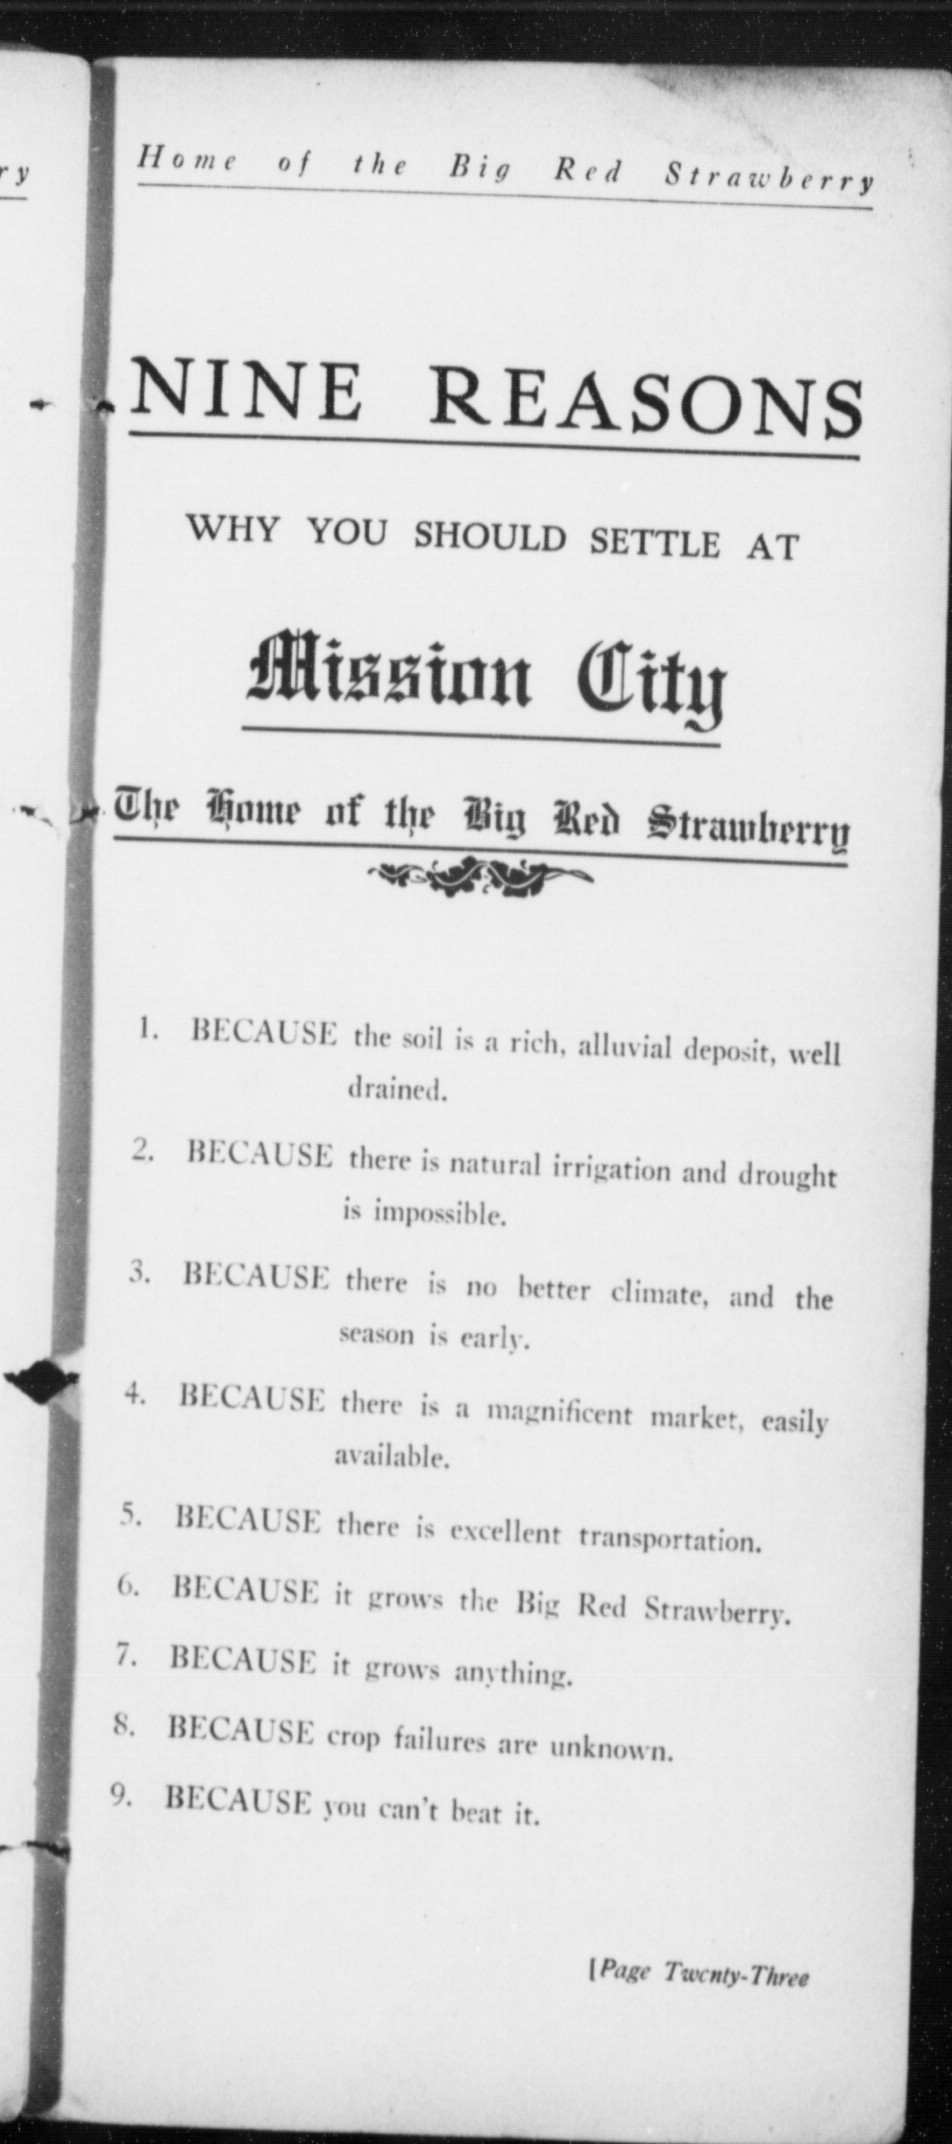 ry
Home of the Big Red Strawberry
NINE REASONS
WHY YOU SHOULD SETTLE AT
Mission City
The Home of the Big Red Strawberry
1. BECAUSE the soil is a rich, alluvial deposit, well
drained.
2. BECAUSE there is natural irrigation and drought
is impossible.
3. BECAUSE there is no better climate, and the
season is early.
4. BECAUSE there is a magnificent market, easily
available.
5. BECAUSE there is excellent transportation.
6. BECAUSE it grows the Big Red Strawberry.
7. BECAUSE it grows anything.
8. BECAUSE crop failures are unknown.
9. BECAUSE you can't beat it.
[Page Twenty-Three